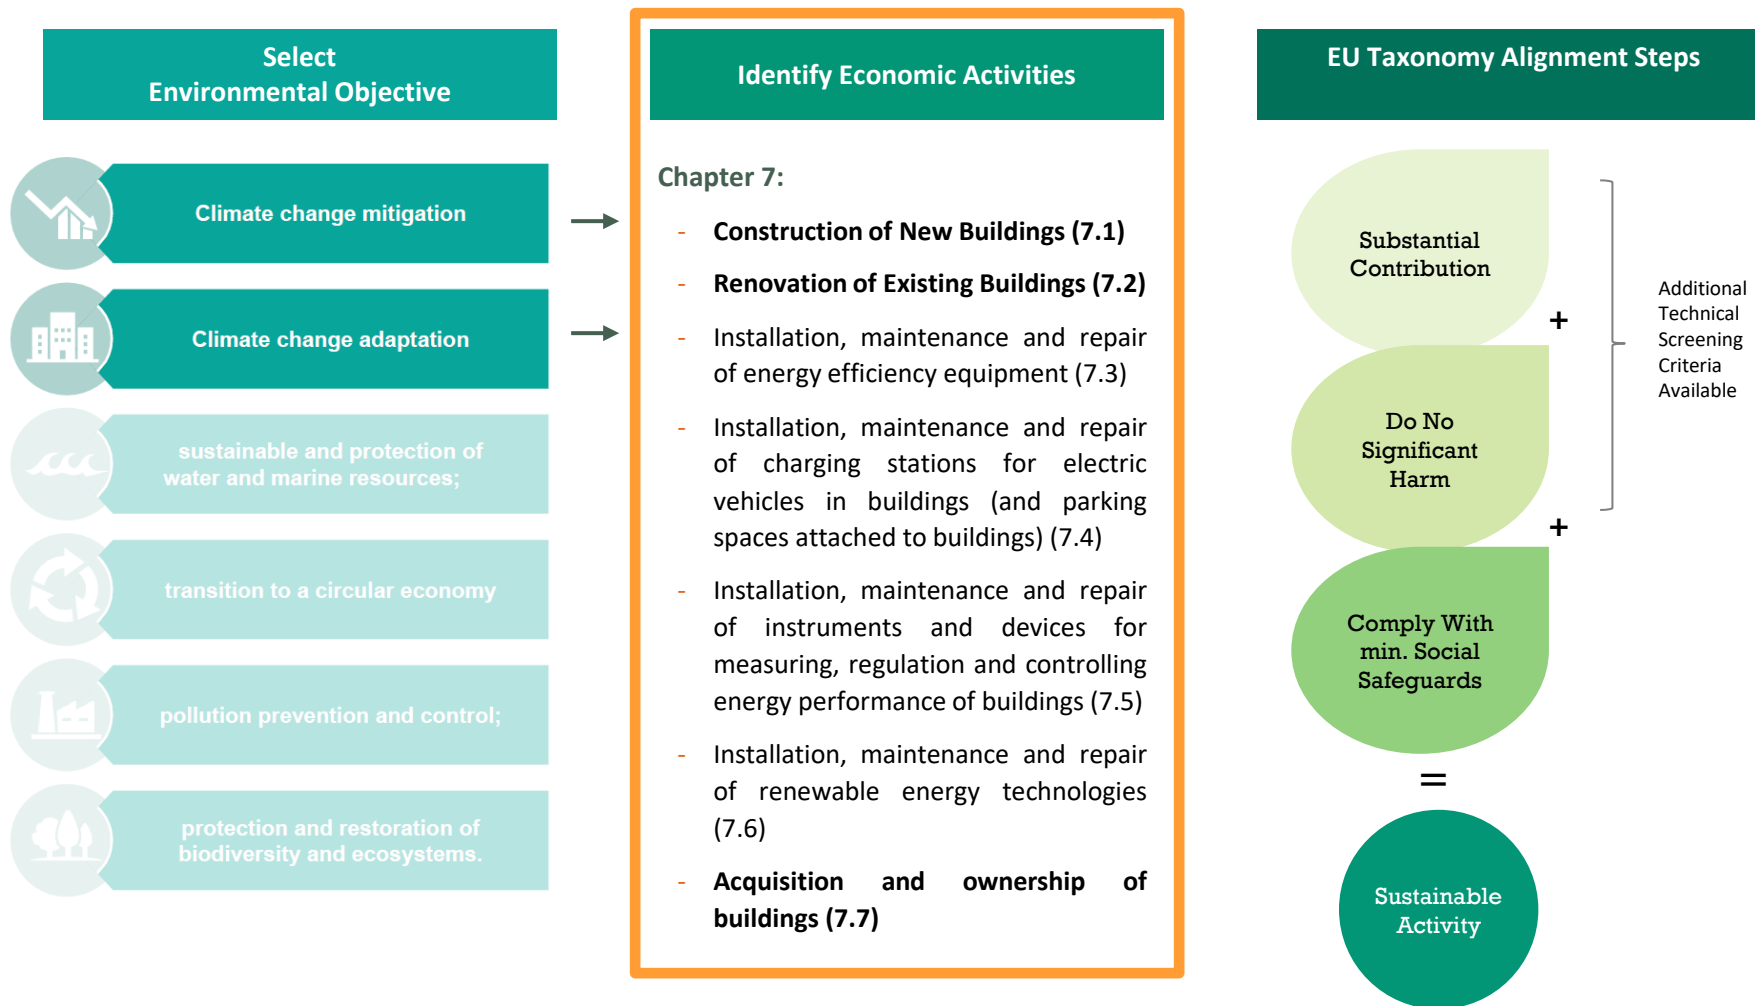 Select
Environmental Objective
Climate change mitigation
Climate change adaptation
sustainable and protection of
water and marine resources;
transition to a circular economy
pollution prevention and control;
protection and restoration of
biodiversity and ecosystems.
Identify Economic Activities
Chapter 7:
- Construction of New Buildings (7.1)
- Renovation of Existing Buildings (7.2)
- Installation, maintenance and repair
of energy efficiency equipment (7.3)
- Installation, maintenance and repair
of charging stations for electric
vehicles in buildings (and parking
spaces attached to buildings) (7.4)
- Installation, maintenance and repair
of instruments and devices for
measuring, regulation and controlling
energy performance of buildings (7.5)
- Installation, maintenance and repair
of renewable energy technologies
(7.6)
- Acquisition and ownership of
buildings (7.7)
EU Taxonomy Alignment Steps
Substantial
Contribution
+
Do No
Significant
Harm
+
Comply With
min. Social
Safeguards
=
Sustainable
Activity
Additional
Technical
Screening
Criteria
Available